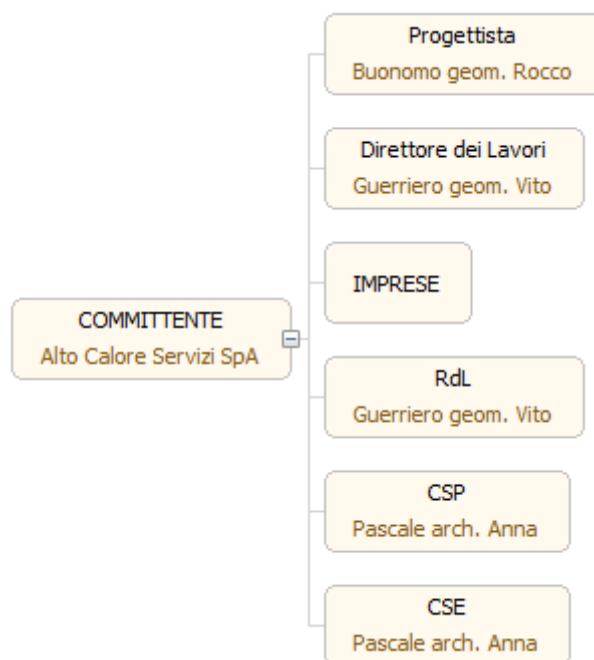 Progettista
Buonomo geom. Rocco
Direttore dei Lavori
Guerriero geom. Vito
IMPRESE
COMMITTENTE
Alto Calore Servizi SpA
RdL
Guerriero geom. Vito
CSP
Pascale arch. Anna
CSE
Pascale arch. Anna